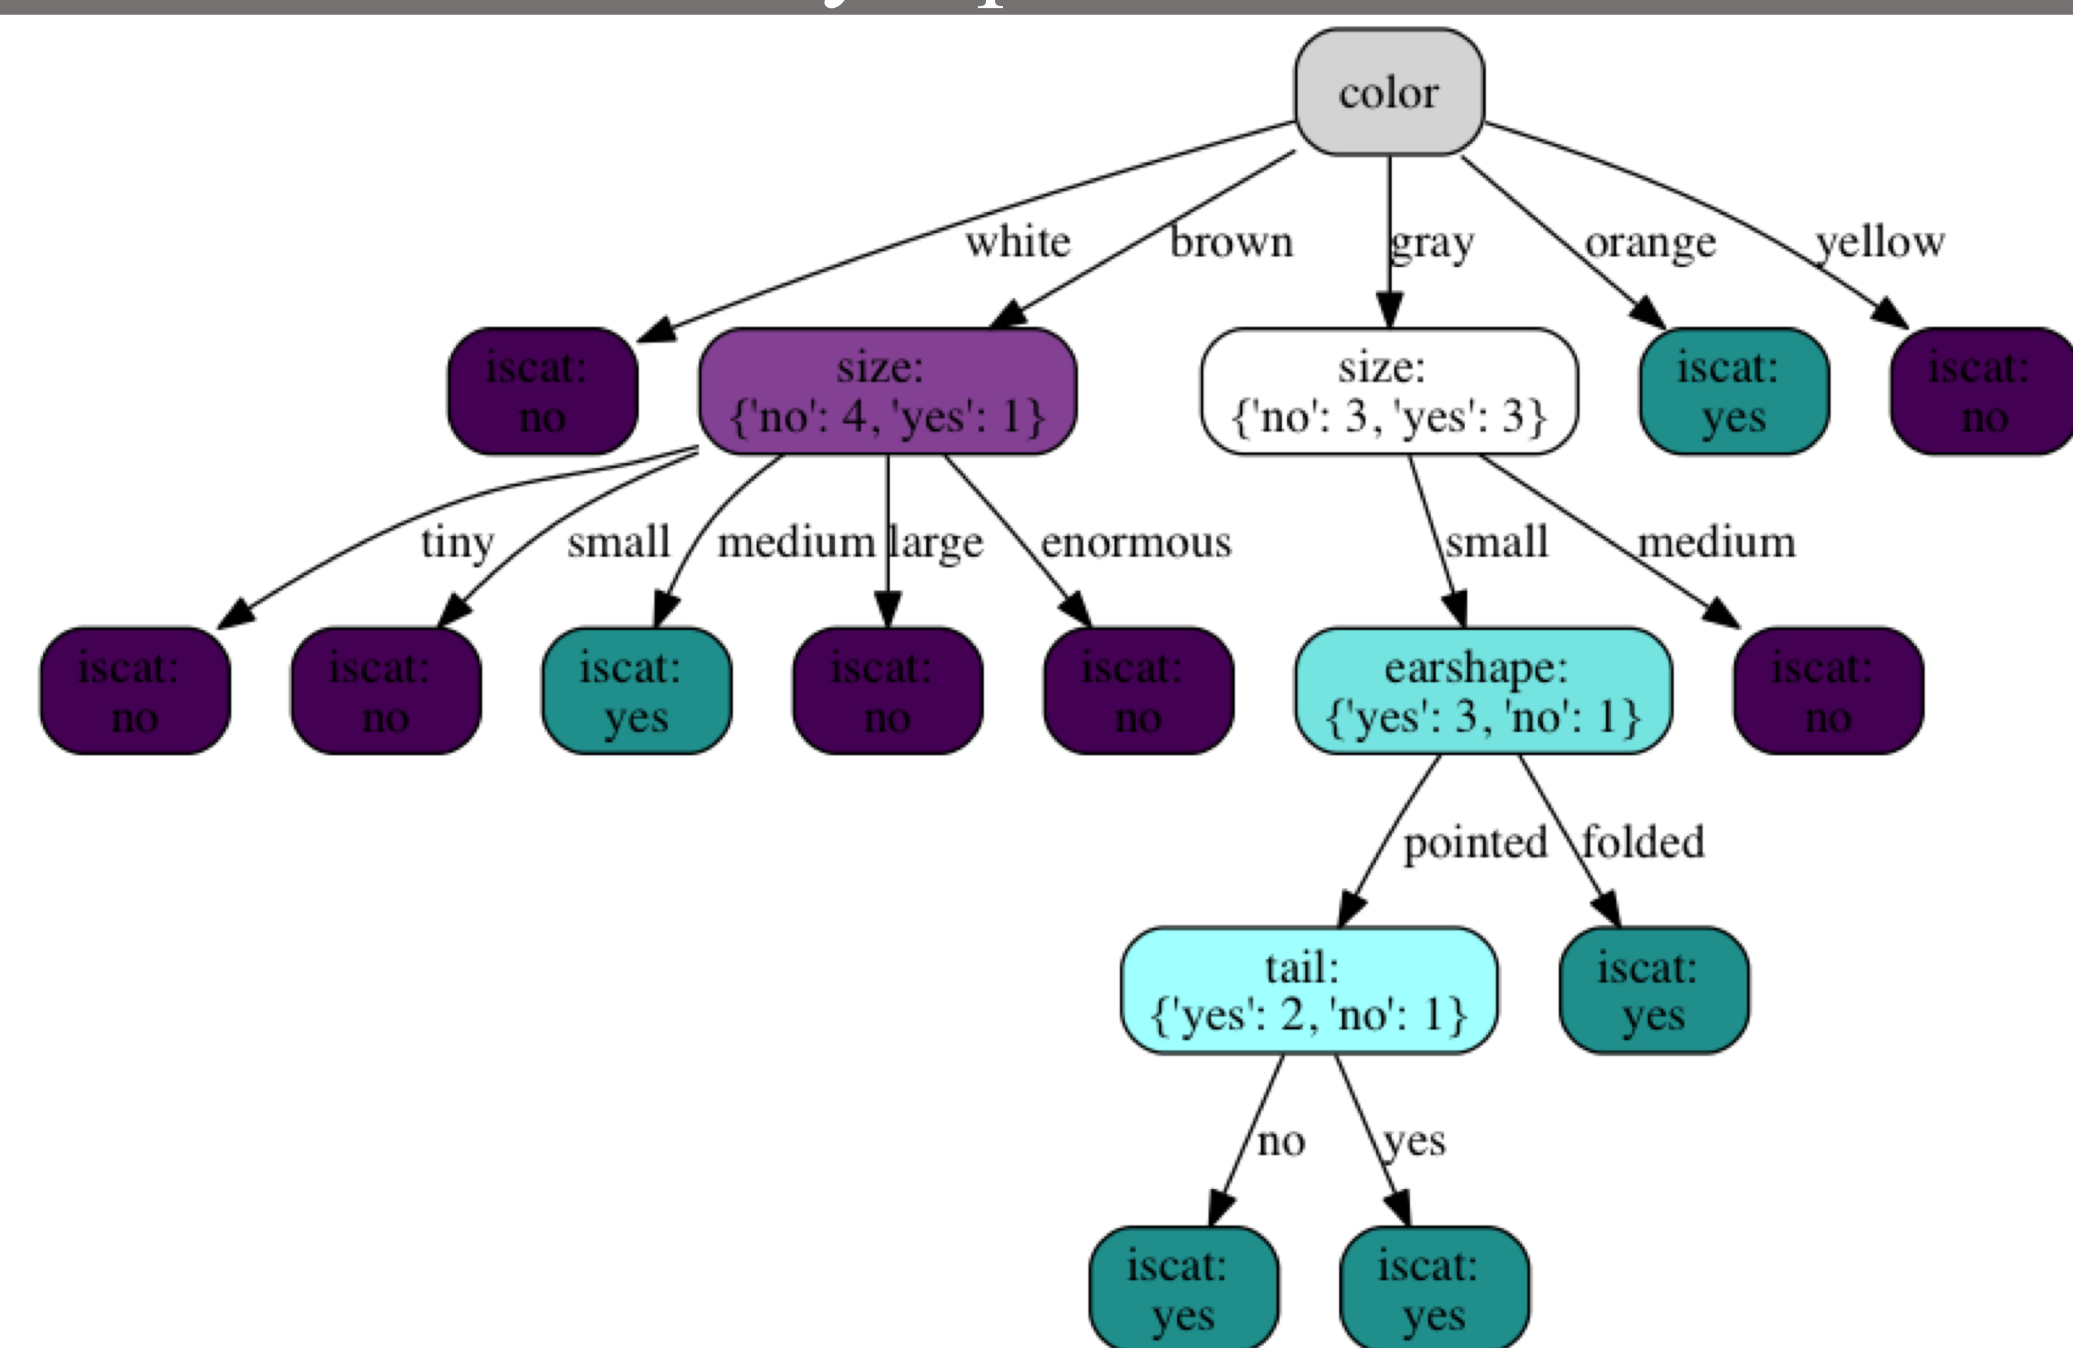 color
white
brown
gray
orange
yellow
iscat:
no
size:
{'no': 4, 'yes': 1}
size:
{'no': 3, 'yes': 3}
iscat:
yes
iscat:
no
tiny
small
medium
large
enormous
small
medium
iscat:
no
iscat:
no
iscat:
yes
iscat:
no
iscat:
no
earshape:
{'yes': 3, 'no': 1}
iscat:
no
pointed
folded
tail:
{'yes': 2, 'no': 1}
iscat:
yes
no
yes
iscat:
yes
iscat:
yes